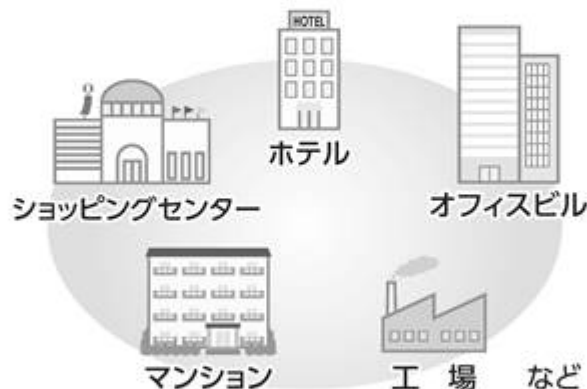 HOTEL
ホテル
ショッピングセンター
オフィスビル
マンション
工場 など